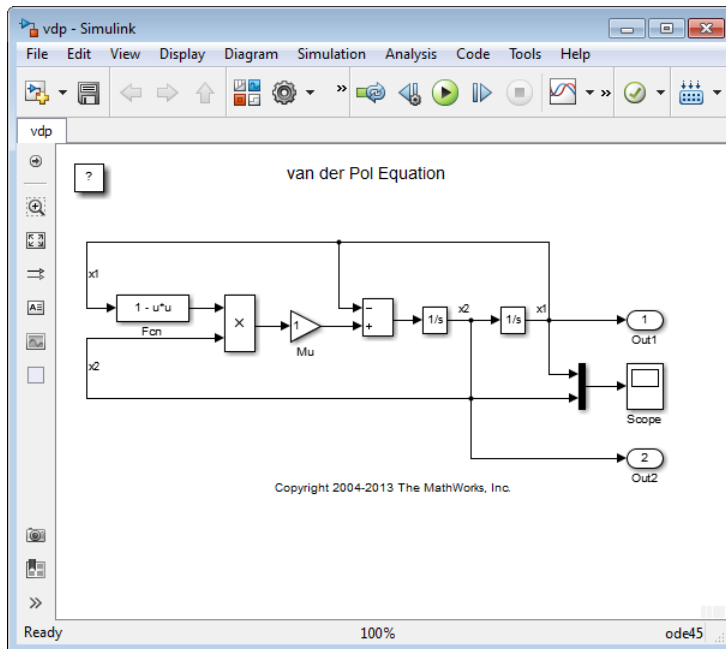 vdp - Simulink
File Edit View Display Diagram Simulation Analysis Code Tools Help
» »
vdp
?
van der Pol Equation
x1
1 - u*u
Fcn
×
1
Mu
−
+
1/s
x2
1/s
x1
1
Out1
x2
Scope
2
Out2
Copyright 2004-2013 The MathWorks, Inc.
A
»
Ready 100% ode45